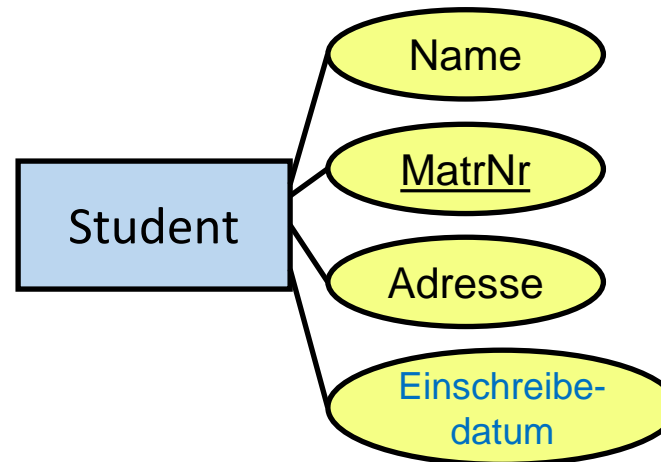 Name
MatrNr
Student
Adresse
Einschreibe-
datum